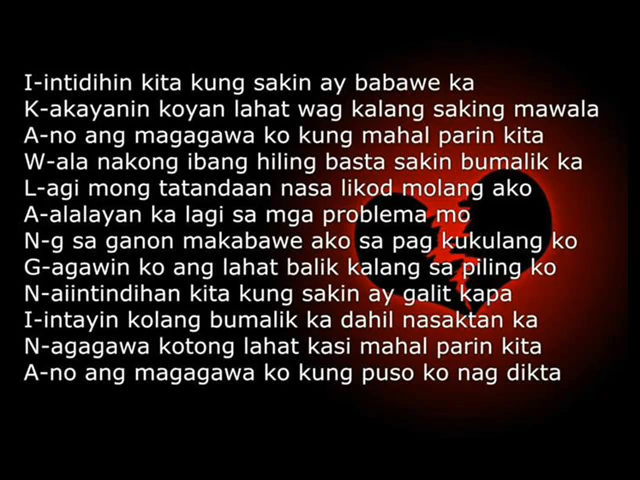 I-intidihin kita kung sakin ay babawe ka
K-akayanin koyan lahat wag kalang saking mawala
A-no ang magagawa ko kung mahal parin kita
W-ala nakong ibang hiling basta sakin bumalik ka
L-agi mong tatandaan nasa likod molang ako
A-alalayan ka lagi sa mga problema mo
N-g sa ganon makabawe ako sa pag kukulang ko
G-agawin ko ang lahat balik kalang sa piling ko
N-aiintindihan kita kung sakin ay galit kapa
I-intayin kolang bumalik ka dahil nasaktan ka
N-agagawa kotong lahat kasi mahal parin kita
A-no ang magagawa ko kung puso ko nag dikta